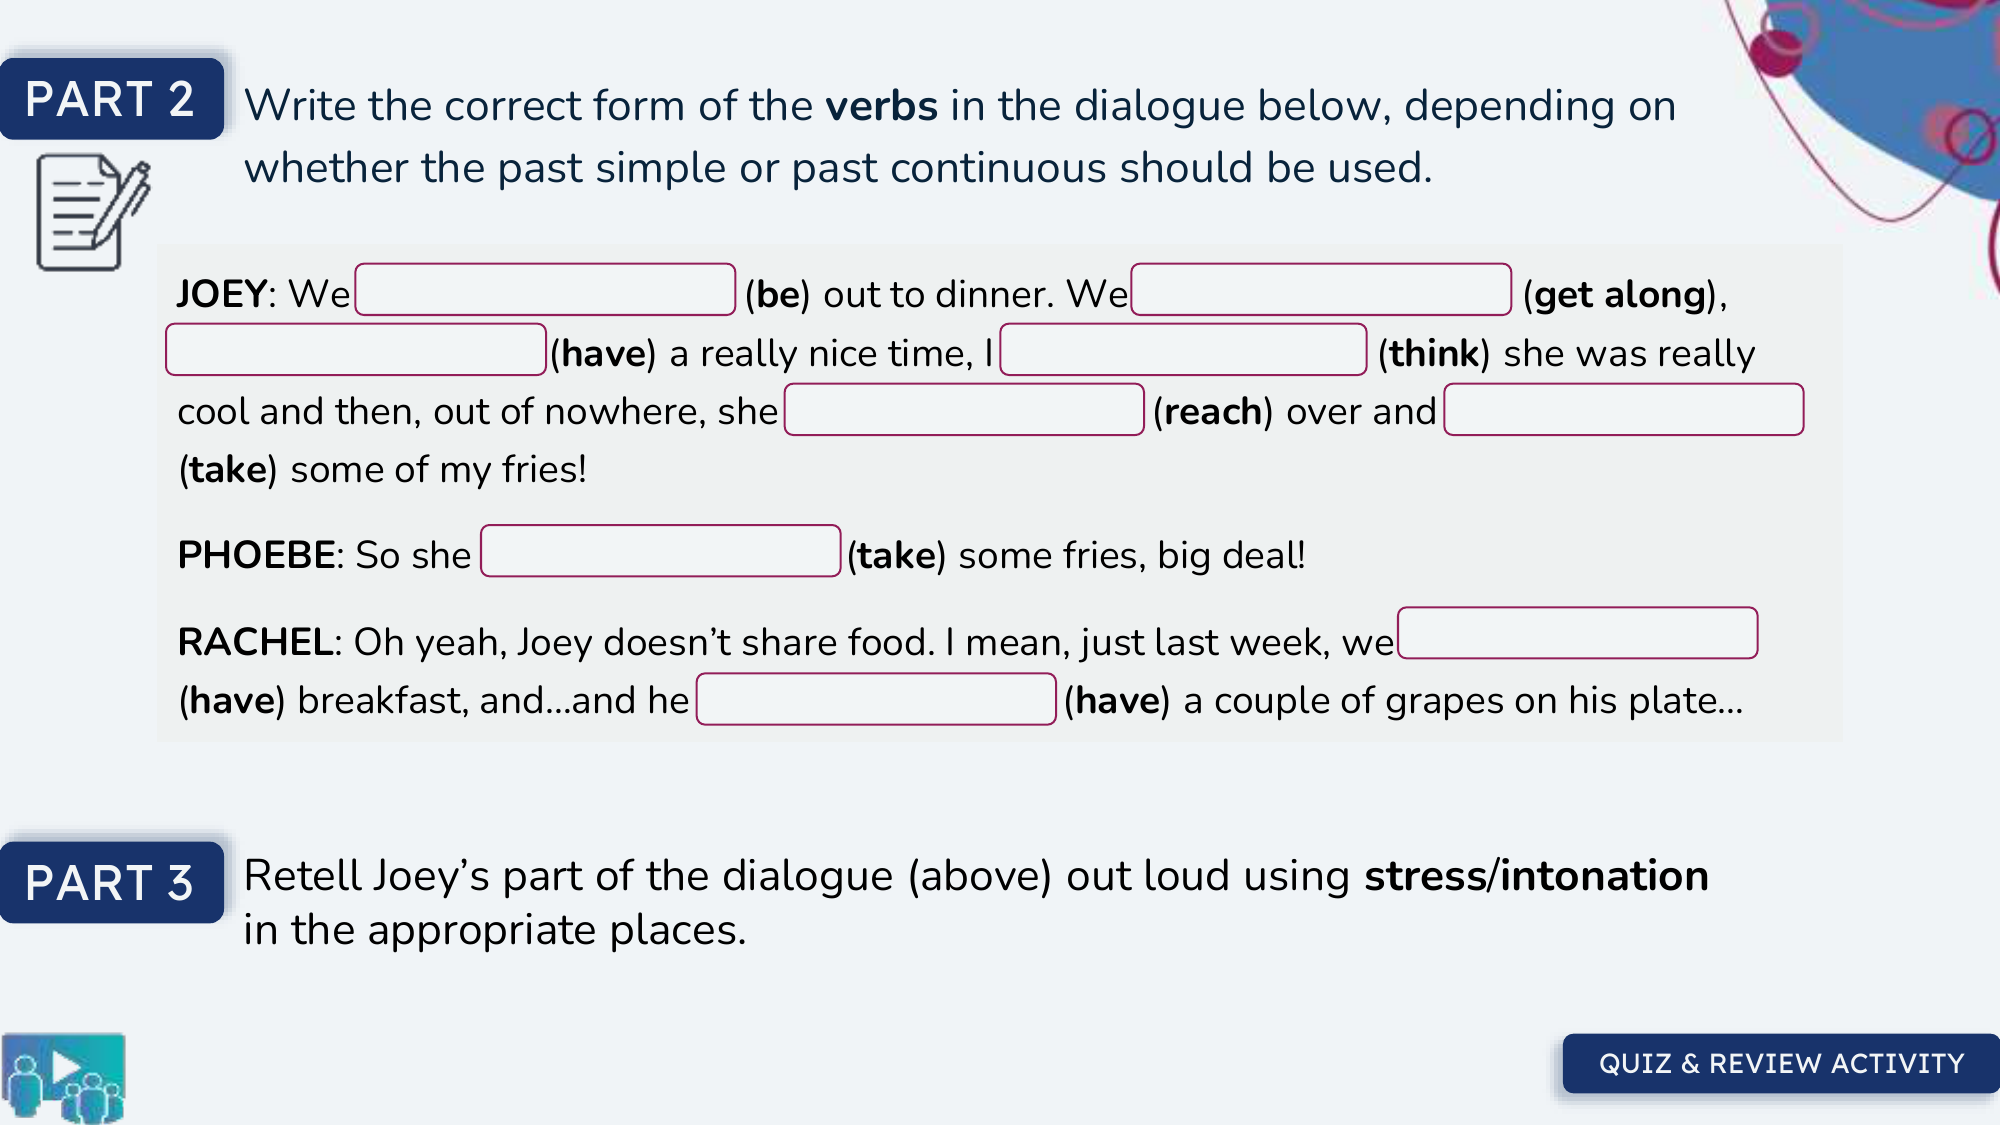 PART 2
Write the correct form of the verbs in the dialogue below, depending on
whether the past simple or past continuous should be used.
JOEY: We (be) out to dinner. We (get along),
(have) a really nice time, I (think) she was really
cool and then, out of nowhere, she (reach) over and
(take) some of my fries!
PHOEBE: So she (take) some fries, big deal!
RACHEL: Oh yeah, Joey doesn’t share food. I mean, just last week, we
(have) breakfast, and...and he (have) a couple of grapes on his plate...
PART 3
Retell Joey’s part of the dialogue (above) out loud using stress/intonation
in the appropriate places.
QUIZ & REVIEW ACTIVITY